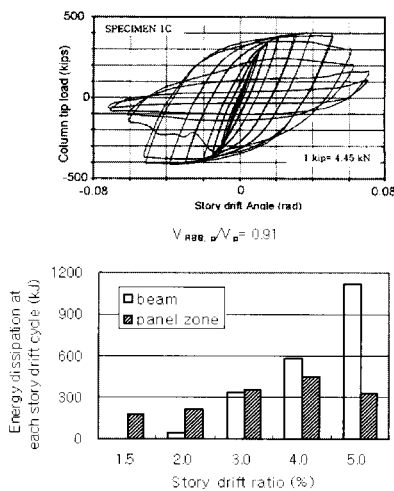 SPECIMEN 1C
Column tip load (kips)
500
0
-500
-0.08
0
0.08
1 kip= 4.45 kN
Story drift Angle (rad)
V RBS, p/Vp= 0.91
Energy dissipation at
each story drift cycle (kJ)
1200
900
600
300
0
beam
panel zone
1.5
2.0
3.0
4.0
5.0
Story drift ratio (%)